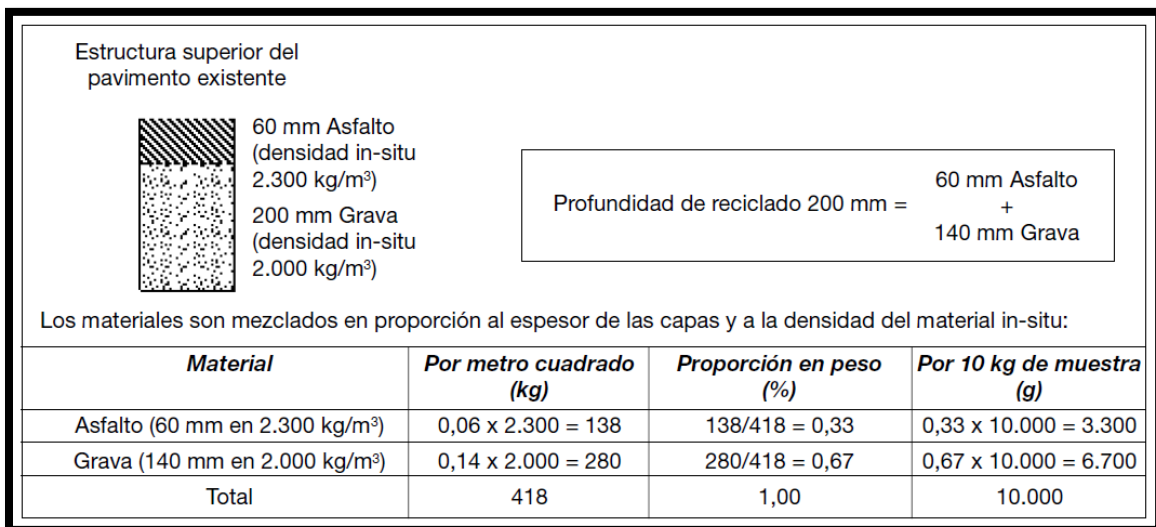 Estructura superior del
pavimento existente
60 mm Asfalto
(densidad in-situ
2.300 kg/m³)
200 mm Grava
(densidad in-situ
2.000 kg/m³)
Profundidad de reciclado 200 mm =
60 mm Asfalto
+
140 mm Grava
Los materiales son mezclados en proporción al espesor de las capas y a la densidad del material in-situ:
Material Por metro cuadrado (kg) Proporción en peso (%) Por 10 kg de muestra (g)
Asfalto (60 mm en 2.300 kg/m³) 0,06 x 2.300 = 138 138/418 = 0,33 0,33 x 10.000 = 3.300
Grava (140 mm en 2.000 kg/m³) 0,14 x 2.000 = 280 280/418 = 0,67 0,67 x 10.000 = 6.700
Total 418 1,00 10.000